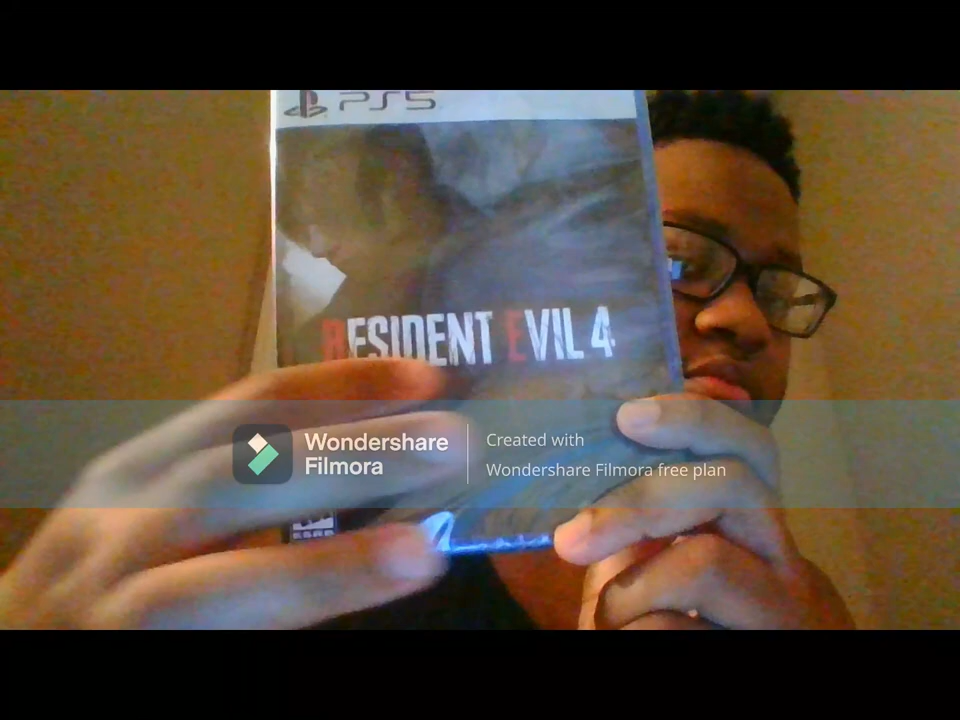 PS5
RESIDENT EVIL 4
Wondershare
Filmora
Created with
Wondershare Filmora free plan